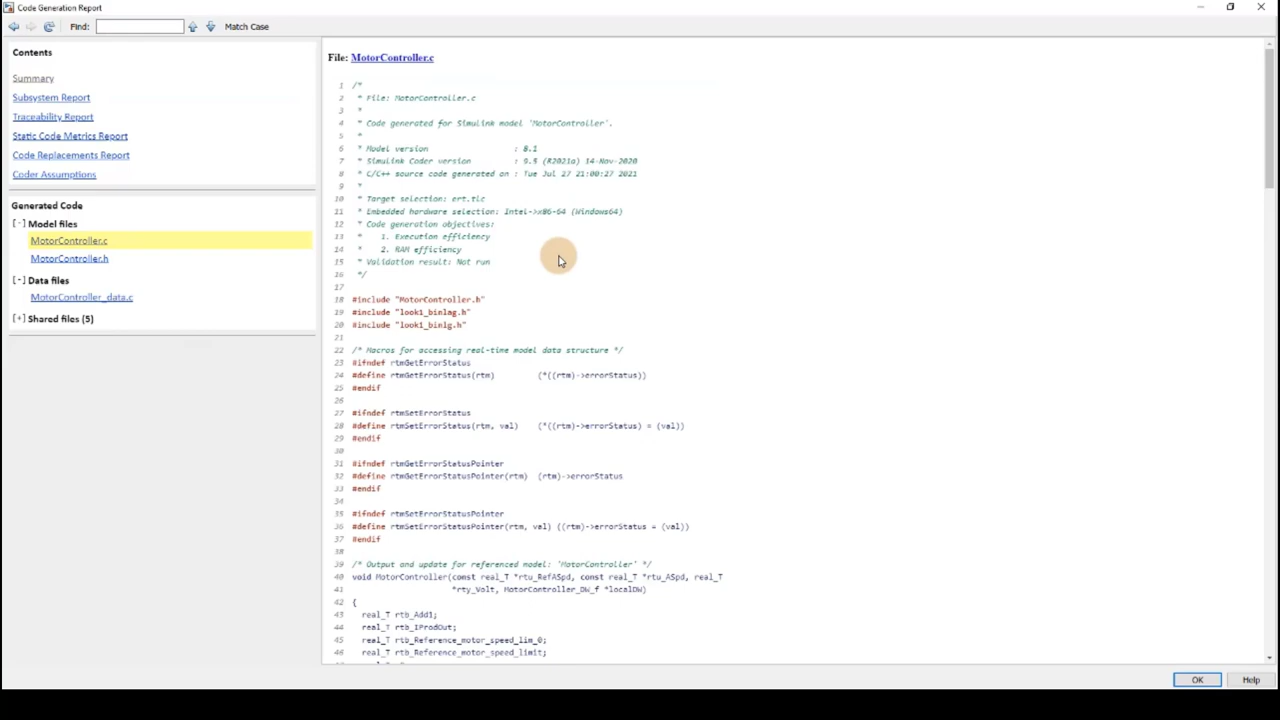 Code Generation Report
Find:
Match Case
Contents
Summary
Subsystem Report
Traceability Report
Static Code Metrics Report
Code Replacements Report
Coder Assumptions
Generated Code
[-] Model files
MotorController.c
MotorController.h
[-] Data files
MotorController_data.c
[+] Shared files (5)
File: MotorController.c
1 /*
2 * File: MotorController.c
3 *
4 * Code generated for Simulink model 'MotorController'.
5 *
6 * Model version : 8.1
7 * Simulink Coder version : 9.5 (R2021a) 14-Nov-2020
8 * C/C++ source code generated on : Tue Jul 27 21:00:27 2021
9 *
10 * Target selection: ert.tlc
11 * Embedded hardware selection: Intel->x86-64 (Windows64)
12 * Code generation objectives:
13 * 1. Execution efficiency
14 * 2. RAM efficiency
15 * Validation result: Not run
16 */
17
18 #include "MotorController.h"
19 #include "look1_binlag.h"
20 #include "look1_binlg.h"
21
22 /* Macros for accessing real-time model data structure */
23 #ifndef rtmGetErrorStatus
24 #define rtmGetErrorStatus(rtm) (*((rtm)->errorStatus))
25 #endif
26
27 #ifndef rtmSetErrorStatus
28 #define rtmSetErrorStatus(rtm, val) (*((rtm)->errorStatus) = (val))
29 #endif
30
31 #ifndef rtmGetErrorStatusPointer
32 #define rtmGetErrorStatusPointer(rtm) (rtm)->errorStatus
33 #endif
34
35 #ifndef rtmSetErrorStatusPointer
36 #define rtmSetErrorStatusPointer(rtm, val) ((rtm)->errorStatus = (val))
37 #endif
38
39 /* Output and update for referenced model: 'MotorController' */
40 void MotorController(const real_T *rtu_RefASpd, const real_T *rtu_ASpd, real_T
41 *rty_Volt, MotorController_DW_f *localDW)
42 {
43 real_T rtb_Add1;
44 real_T rtb_IProdOut;
45 real_T rtb_Reference_motor_speed_lim_0;
46 real_T rtb_Reference_motor_speed_limit;
OK
Help